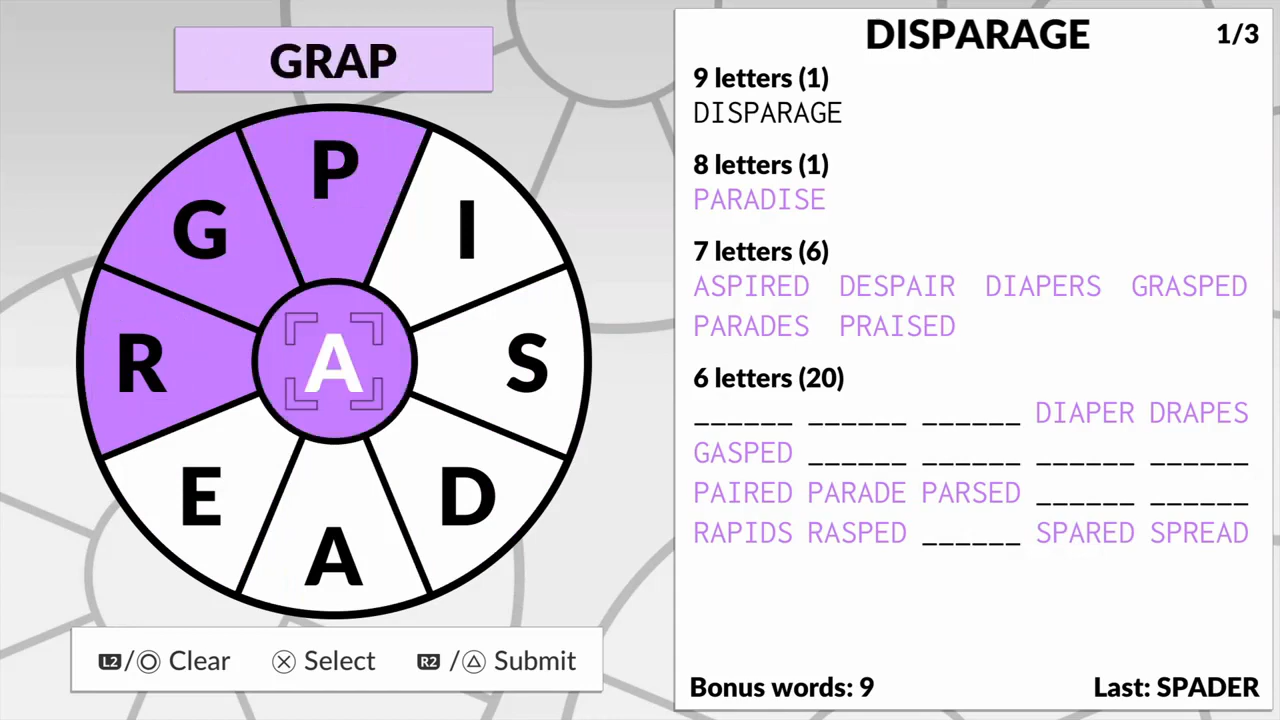 GRAP
P
G
I
R
A
S
E
D
A
L2/ Clear Select R2 / Submit
DISPARAGE 1/3
9 letters (1)
DISPARAGE
8 letters (1)
PARADISE
7 letters (6)
ASPIRED DESPAIR DIAPERS GRASPED
PARADES PRAISED
6 letters (20)
______ ______ ______ DIAPER DRAPES
GASPED ______ ______ ______ ______
PAIRED PARADE PARSED ______ ______
RAPIDS RASPED ______ SPARED SPREAD
Bonus words: 9 Last: SPADER